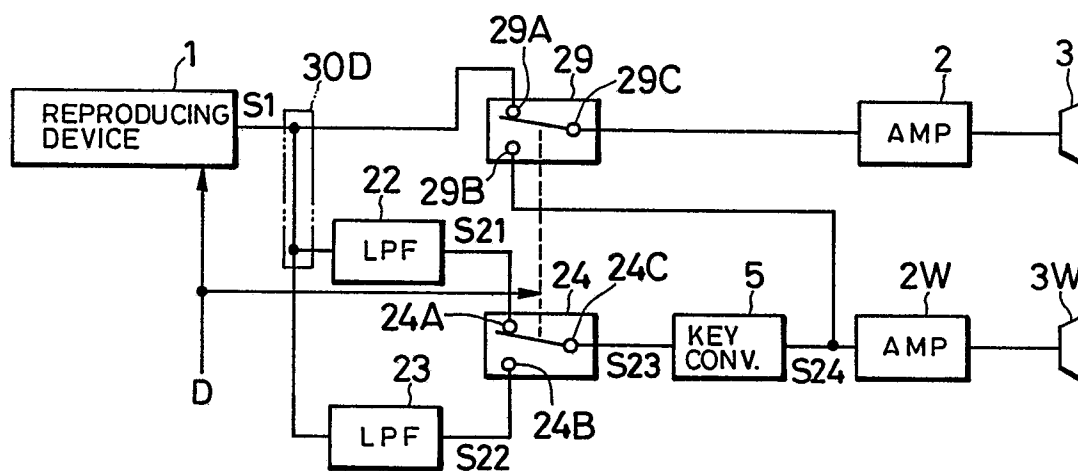 1
30D
29A
29
29C
2
3
REPRODUCING
DEVICE
S1
AMP
29B
22
LPF
S21
24
24C
5
2W
3W
24A
KEY
CONV.
S23
S24
AMP
D
23
LPF
S22
24B